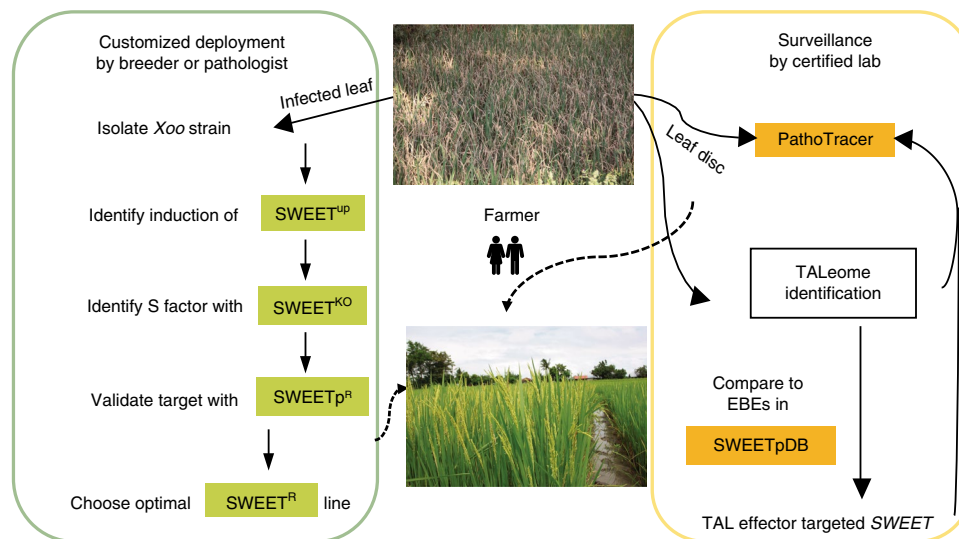 Customized deployment
by breeder or pathologist
Infected leaf
Isolate Xoo strain
Identify induction of SWEETup
Identify S factor with SWEETKO
Validate target with SWEETpR
Choose optimal SWEETR line
Farmer
Leaf disc
Surveillance
by certified lab
PathoTracer
TALeome
identification
Compare to
EBEs in
SWEETpDB
TAL effector targeted SWEET